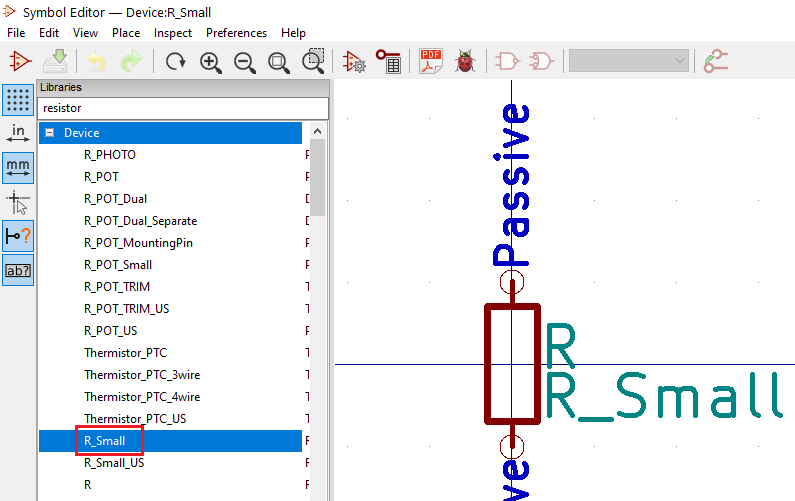 Symbol Editor — Device:R_Small
File Edit View Place Inspect Preferences Help
PDF
Libraries
resistor
in
mm
ab?
Device
R_PHOTO
R_POT
R_POT_Dual
R_POT_Dual_Separate
R_POT_MountingPin
R_POT_Small
R_POT_TRIM
R_POT_TRIM_US
R_POT_US
Thermistor_PTC
Thermistor_PTC_3wire
Thermistor_PTC_4wire
Thermistor_PTC_US
R_Small
R_Small_US
R
Passive
R
R_Small
ve